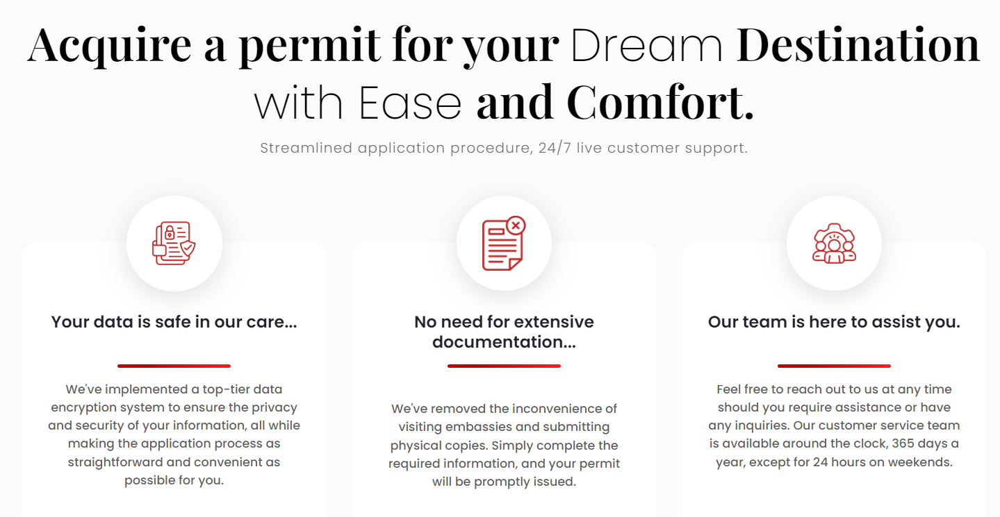 Acquire a permit for your Dream Destination
with Ease and Comfort.
Streamlined application procedure, 24/7 live customer support.
Your data is safe in our care...
We've implemented a top-tier data
encryption system to ensure the privacy
and security of your information, all while
making the application process as
straightforward and convenient as
possible for you.
No need for extensive
documentation...
We've removed the inconvenience of
visiting embassies and submitting
physical copies. Simply complete the
required information, and your permit
will be promptly issued.
Our team is here to assist you.
Feel free to reach out to us at any time
should you require assistance or have
any inquiries. Our customer service team
is available around the clock, 365 days a
year, except for 24 hours on weekends.